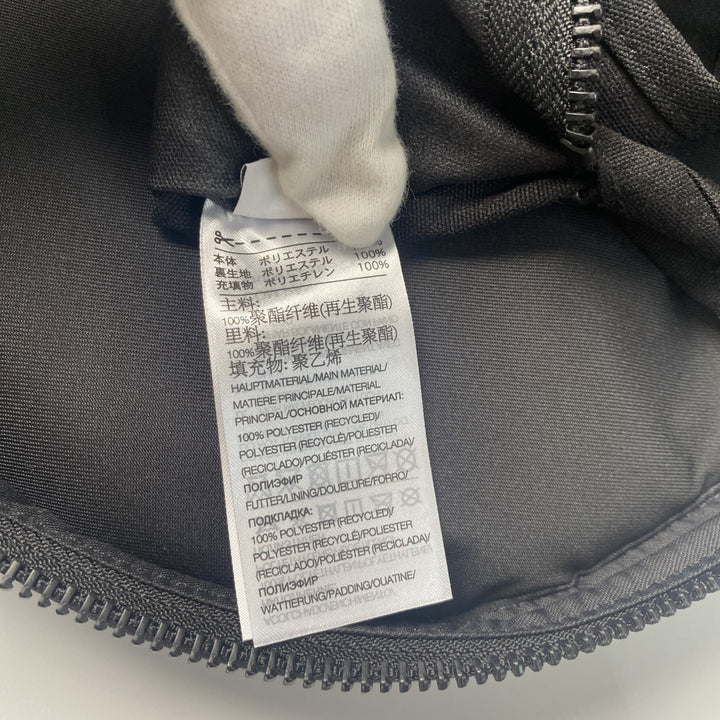 本体 ポリエステル 100%
裏生地 ポリエステル 100%
充填物 ポリエチレン 100%
主料:
100%聚酯纤维(再生聚酯)
里料:
100%聚酯纤维(再生聚酯)
填充物: 聚乙烯
HAUPTMATERIAL/MAIN MATERIAL/
MATIERE PRINCIPALE/MATERIAL
PRINCIPAL/ОСНОВНОЙ МАТЕРИАЛ:
100% POLYESTER (RECYCLED)/
POLYESTER (RECYCLÉ)/POLIESTER
(RECICLADO)/POLIÉSTER (RECICLADA)/
ПОЛИЭФИР
FUTTER/LINING/DOUBLURE/FORRO/
ПОДКЛАДКА:
100% POLYESTER (RECYCLED)/
POLYESTER (RECYCLÉ)/POLIESTER
(RECICLADO)/POLIÉSTER (RECICLADA)/
ПОЛИЭФИР
WATTIERUNG/PADDING/OUATINE/